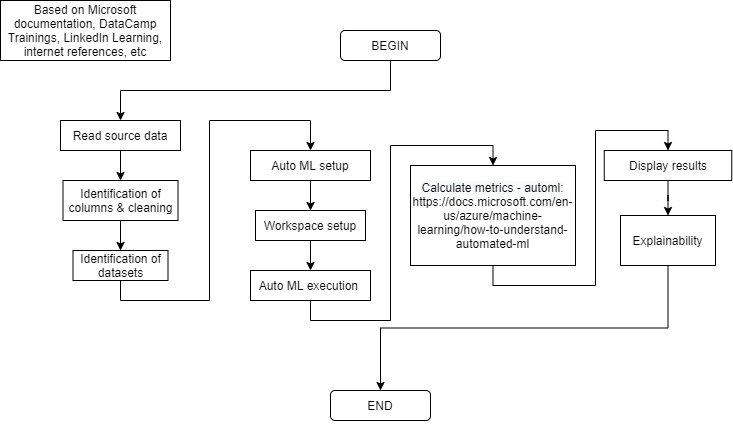 Based on Microsoft
documentation, DataCamp
Trainings, LinkedIn Learning,
internet references, etc
BEGIN
Read source data
Identification of
columns & cleaning
Identification of
datasets
Auto ML setup
Workspace setup
Auto ML execution
Calculate metrics - automl:
https://docs.microsoft.com/en-
us/azure/machine-
learning/how-to-understand-
automated-ml
Display results
Explainability
END